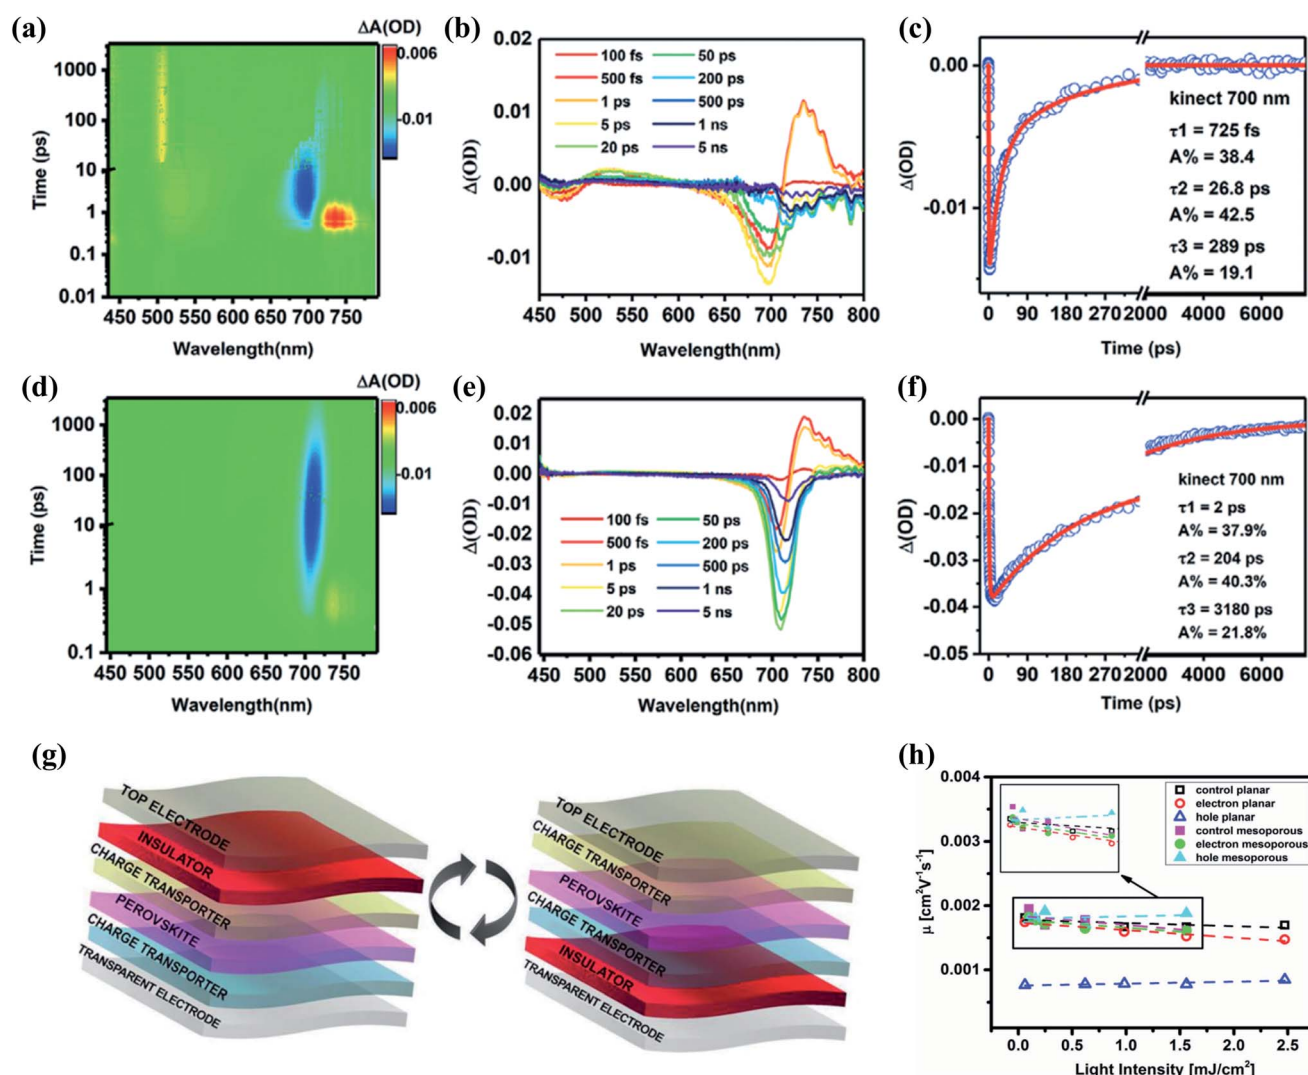 (a)
ΔA(OD)
0.006
-0.01
1000
100
10
1
0.1
0.01
Time (ps)
450 500 550 600 650 700 750
Wavelength(nm)
(b)
0.02
0.01
0.00
-0.01
Δ(OD)
100 fs 50 ps
500 fs 200 ps
1 ps 500 ps
5 ps 1 ns
20 ps 5 ns
450 500 550 600 650 700 750 800
Wavelength(nm)
(c)
0.00
-0.01
Δ(OD)
kinect 700 nm
τ1 = 725 fs
A% = 38.4
τ2 = 26.8 ps
A% = 42.5
τ3 = 289 ps
A% = 19.1
0 90 180 270 4000 6000
Time (ps)
(d)
ΔA(OD)
0.006
-0.01
1000
100
10
1
0.1
Time (ps)
450 500 550 600 650 700 750
Wavelength(nm)
(e)
0.02
0.01
0.00
-0.01
-0.02
-0.03
-0.04
-0.05
-0.06
Δ(OD)
100 fs 50 ps
500 fs 200 ps
1 ps 500 ps
5 ps 1 ns
20 ps 5 ns
450 500 550 600 650 700 750 800
Wavelength(nm)
(f)
0.00
-0.01
-0.02
-0.03
-0.04
-0.05
Δ(OD)
kinect 700 nm
τ1 = 2 ps
A% = 37.9%
τ2 = 204 ps
A% = 40.3%
τ3 = 3180 ps
A% = 21.8%
0 90 180 270 4000 6000
Time (ps)
(g)
TOP ELECTRODE
INSULATOR
CHARGE TRANSPORTER
PEROVSKITE
CHARGE TRANSPORTER
TRANSPARENT ELECTRODE
TOP ELECTRODE
CHARGE TRANSPORTER
PEROVSKITE
CHARGE TRANSPORTER
INSULATOR
TRANSPARENT ELECTRODE
(h)
0.004
0.003
0.002
0.001
μ [cm²V⁻¹s⁻¹]
control planar
electron planar
hole planar
control mesoporous
electron mesoporous
hole mesoporous
0.0 0.5 1.0 1.5 2.0 2.5
Light Intensity [mJ/cm²]